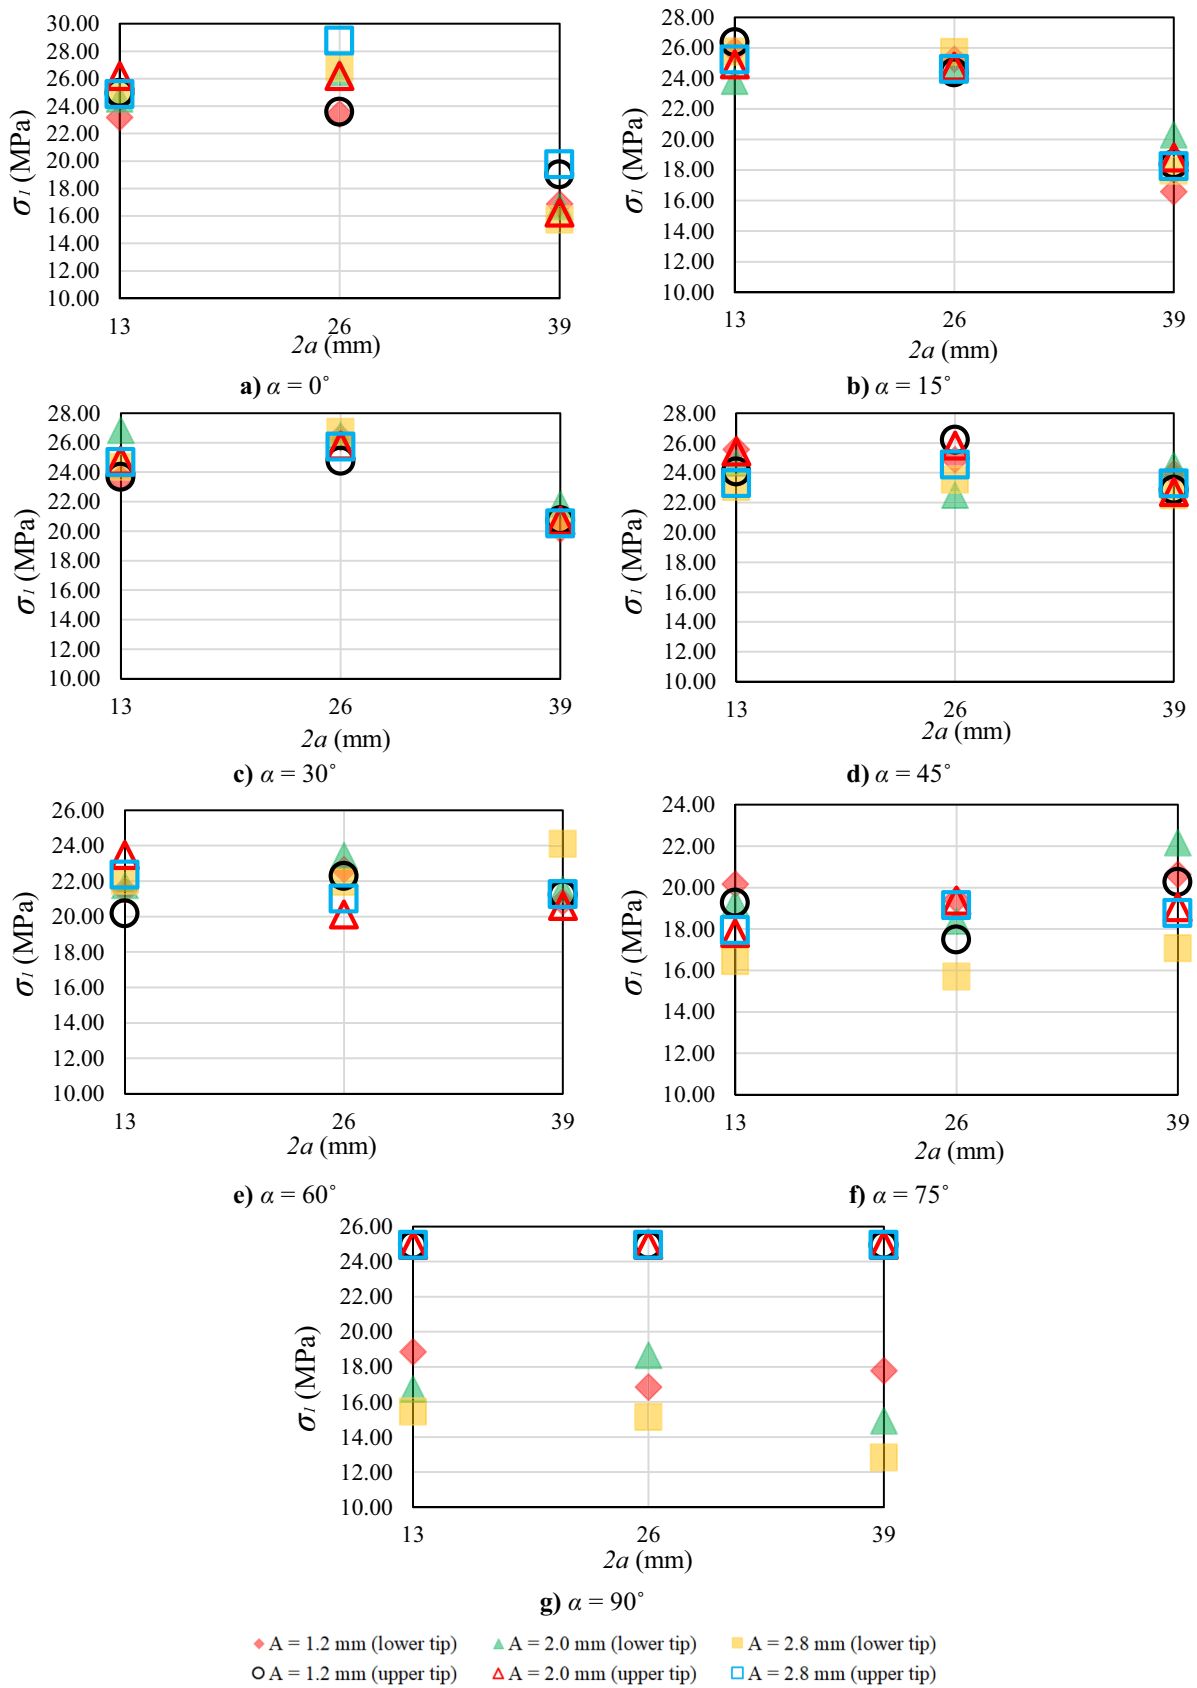 30.00
28.00
26.00
24.00
22.00
20.00
18.00
16.00
14.00
12.00
10.00
σ1 (MPa)
13 26 39
2a (mm)
a) α = 0˚
28.00
26.00
24.00
22.00
20.00
18.00
16.00
14.00
12.00
10.00
σ1 (MPa)
13 26 39
2a (mm)
b) α = 15˚
28.00
26.00
24.00
22.00
20.00
18.00
16.00
14.00
12.00
10.00
σ1 (MPa)
13 26 39
2a (mm)
c) α = 30˚
28.00
26.00
24.00
22.00
20.00
18.00
16.00
14.00
12.00
10.00
σ1 (MPa)
13 26 39
2a (mm)
d) α = 45˚
26.00
24.00
22.00
20.00
18.00
16.00
14.00
12.00
10.00
σ1 (MPa)
13 26 39
2a (mm)
e) α = 60˚
24.00
22.00
20.00
18.00
16.00
14.00
12.00
10.00
σ1 (MPa)
13 26 39
2a (mm)
f) α = 75˚
26.00
24.00
22.00
20.00
18.00
16.00
14.00
12.00
10.00
σ1 (MPa)
13 26 39
2a (mm)
g) α = 90˚
A = 1.2 mm (lower tip) A = 2.0 mm (lower tip) A = 2.8 mm (lower tip)
A = 1.2 mm (upper tip) A = 2.0 mm (upper tip) A = 2.8 mm (upper tip)